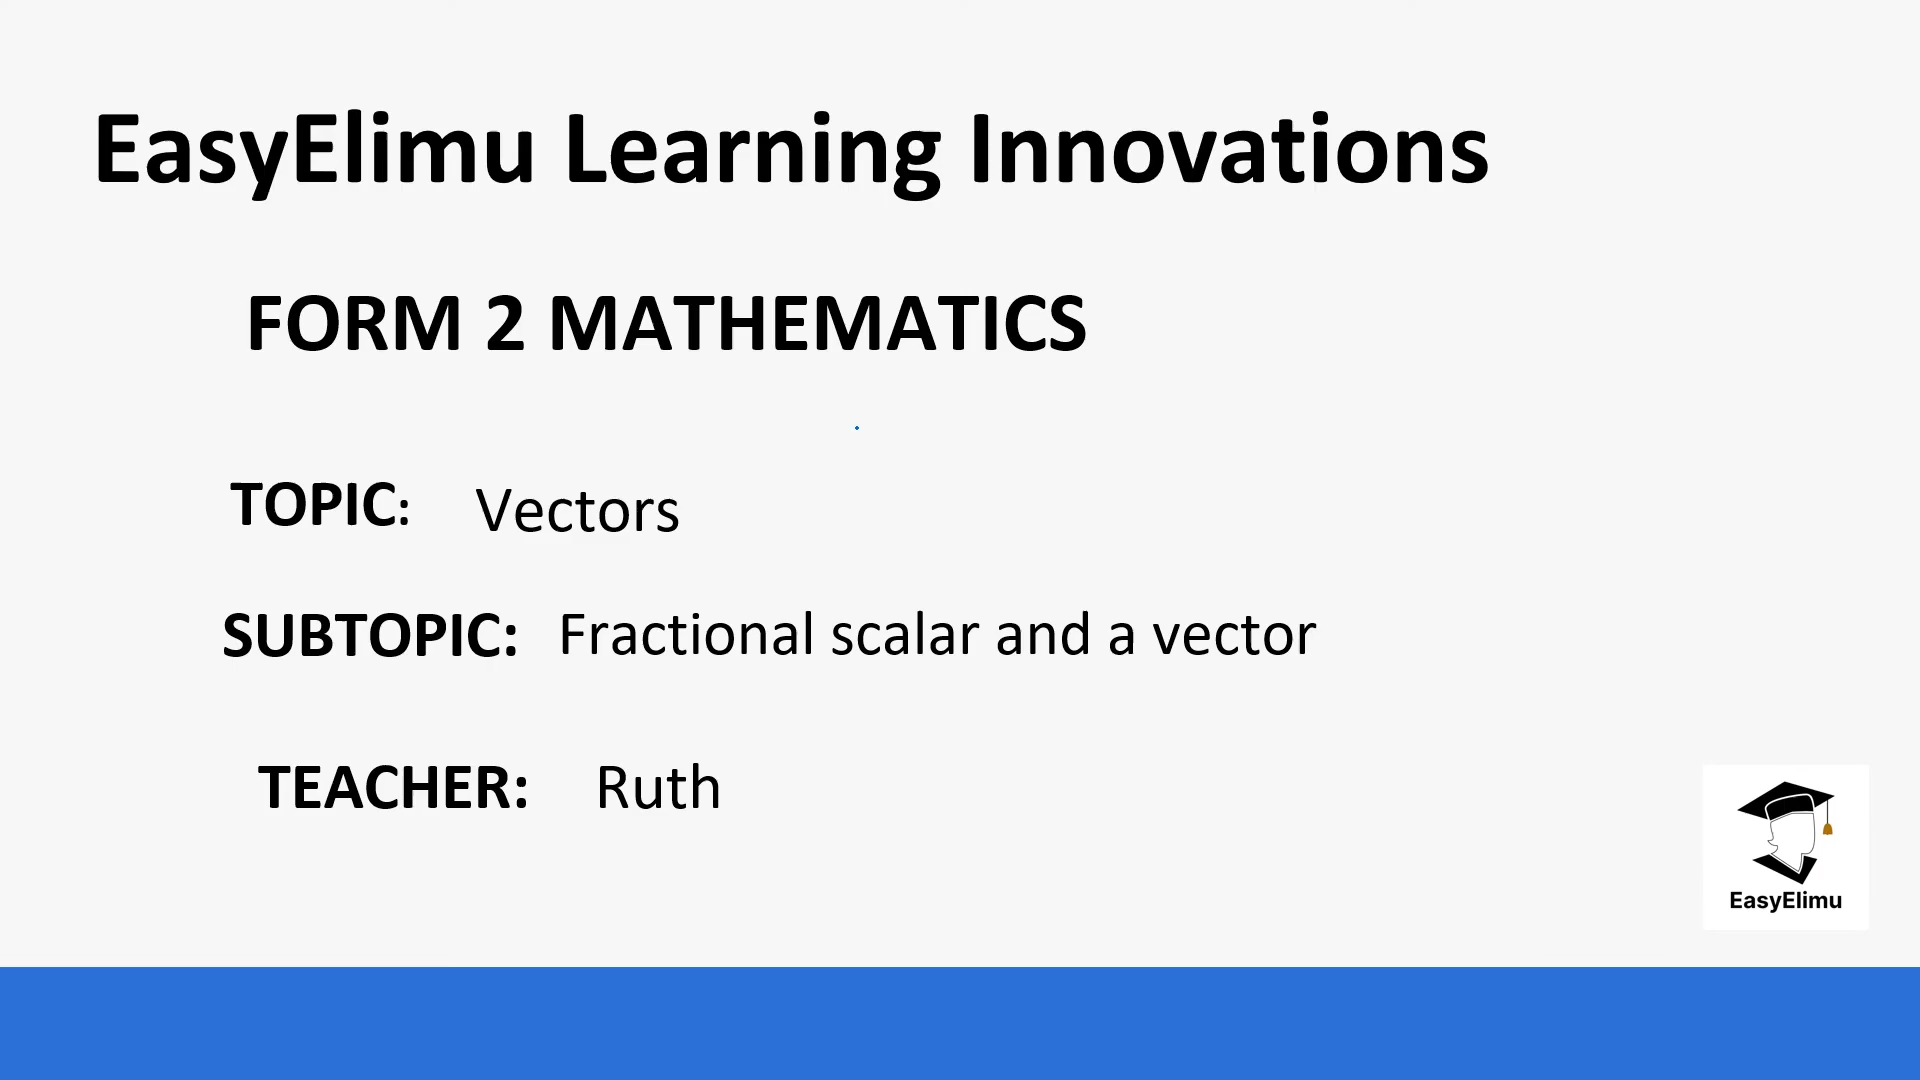 EasyElimu Learning Innovations
FORM 2 MATHEMATICS
TOPIC: Vectors
SUBTOPIC: Fractional scalar and a vector
TEACHER: Ruth
EasyElimu